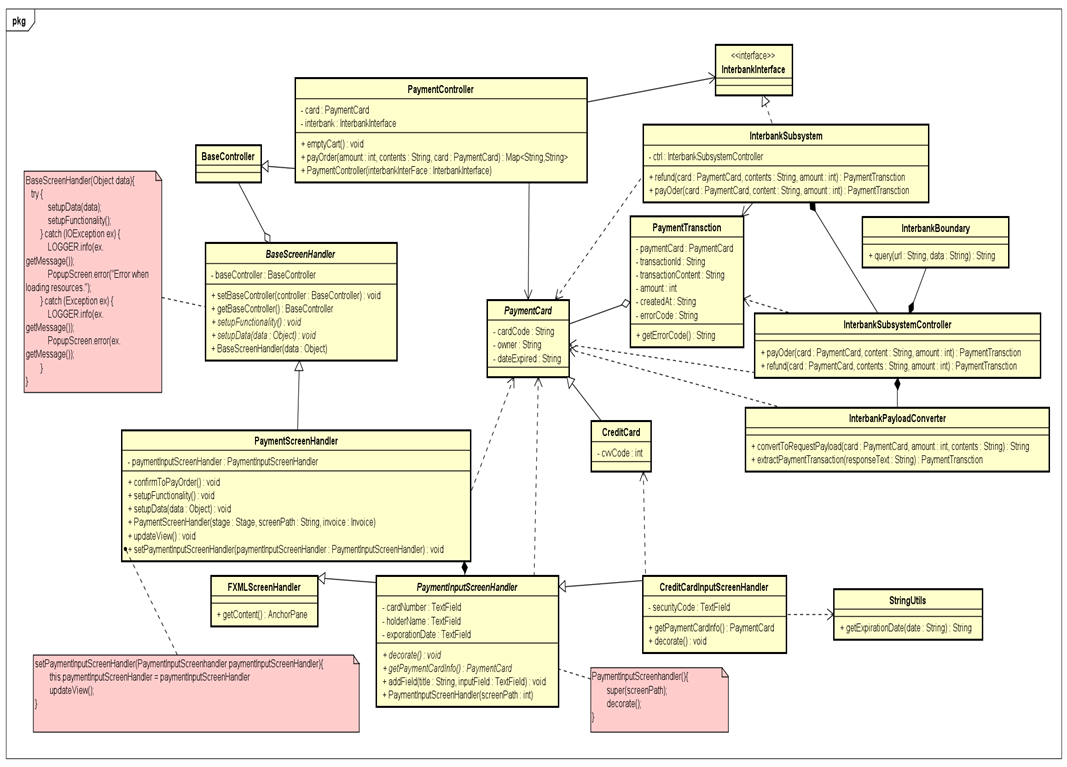 pkg
<<interface>>
InterbankInterface
PaymentController
- card : PaymentCard
- interbank : InterbankInterface
+ emptyCart() : void
+ payOrder(amount : int, contents : String, card : PaymentCard) : Map<String,String>
+ PaymentController(interbankInterFace : InterbankInterface)
BaseController
InterbankSubsystem
- ctrl : InterbankSubsystemController
+ refund(card : PaymentCard, contents : String, amount : int) : PaymentTransction
+ payOder(card : PaymentCard, content : String, amount : int) : PaymentTransction
BaseScreenHandler(Object data){
try {
setupData(data);
setupFunctionality();
} catch (IOException ex) {
LOGGER.info(ex.
getMessage());
PopupScreen.error("Error when
loading resources.");
} catch (Exception ex) {
LOGGER.info(ex.
getMessage());
PopupScreen.error(ex.
getMessage());
}
}
BaseScreenHandler
- baseController : BaseController
+ setBaseController(controller : BaseController) : void
+ getBaseController() : BaseController
+ setupFunctionality() : void
+ setupData(data : Object) : void
+ BaseScreenHandler(data : Object)
PaymentTransction
- paymentCard : PaymentCard
- transactionId : String
- transactionContent : String
- amount : int
- createdAt : String
- errorCode : String
+ getErrorCode() : String
InterbankBoundary
+ query(url : String, data : String) : String
PaymentCard
- cardCode : String
- owner : String
- dateExpired : String
InterbankSubsystemController
+ payOder(card : PaymentCard, content : String, amount : int) : PaymentTransction
+ refund(card : PaymentCard, contents : String, amount : int) : PaymentTransction
InterbankPayloadConverter
+ convertToRequestPayload(card : PaymentCard, amount : int, contents : String) : String
+ extractPaymentTransaction(responseText : String) : PaymentTransction
CreditCard
- cvvCode : int
PaymentScreenHandler
- paymentInputScreenHandler : PaymentInputScreenHandler
+ confirmToPayOrder() : void
+ setupFunctionality() : void
+ setupData(data : Object) : void
+ PaymentScreenHandler(stage : Stage, screenPath : String, invoice : Invoice)
+ updateView() : void
+ setPaymentInputScreenHandler(paymentInputScreenHandler : PaymentInputScreenHandler) : void
FXMLScreenHandler
+ getContent() : AnchorPane
PaymentInputScreenHandler
- cardNumber : TextField
- holderName : TextField
- exporationDate : TextField
+ decorate() : void
+ getPaymentCardInfo() : PaymentCard
+ addField(title : String, inputField : TextField) : void
+ PaymentInputScreenHandler(screenPath : int)
CreditCardInputScreenHandler
- securityCode : TextField
+ getPaymentCardInfo() : PaymentCard
+ decorate() : void
StringUtils
+ getExpirationDate(date : String) : String
setPaymentInputScreenHandler(PaymentInputScreenhandler paymentInputScreenHandler){
this.paymentInputScreenHandler = paymentInputScreenHandler
updateView();
}
PaymentInputScreenhandler(){
super(screenPath);
decorate();
}